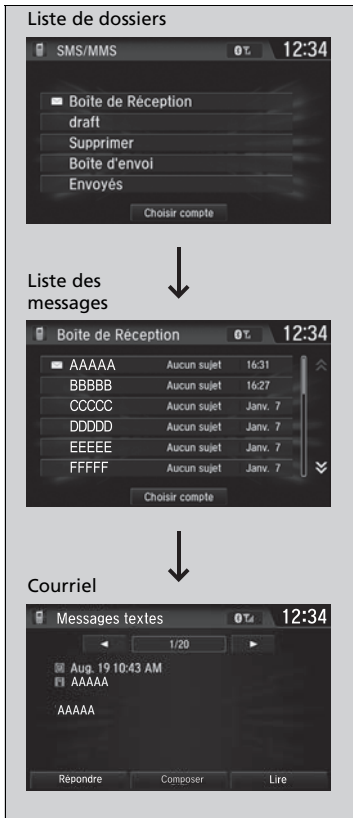 Liste de dossiers
SMS/MMS 12:34
Boîte de Réception
draft
Supprimer
Boîte d'envoi
Envoyés
Choisir compte
Liste des
messages
Boîte de Réception 12:34
AAAAA Aucun sujet 16:31
BBBBB Aucun sujet 16:27
CCCCC Aucun sujet Janv. 7
DDDDD Aucun sujet Janv. 7
EEEEE Aucun sujet Janv. 7
FFFFF Aucun sujet Janv. 7
Choisir compte
Courriel
Messages textes 12:34
1/20
Aug. 19 10:43 AM
AAAAA
AAAAA
Répondre Composer Lire